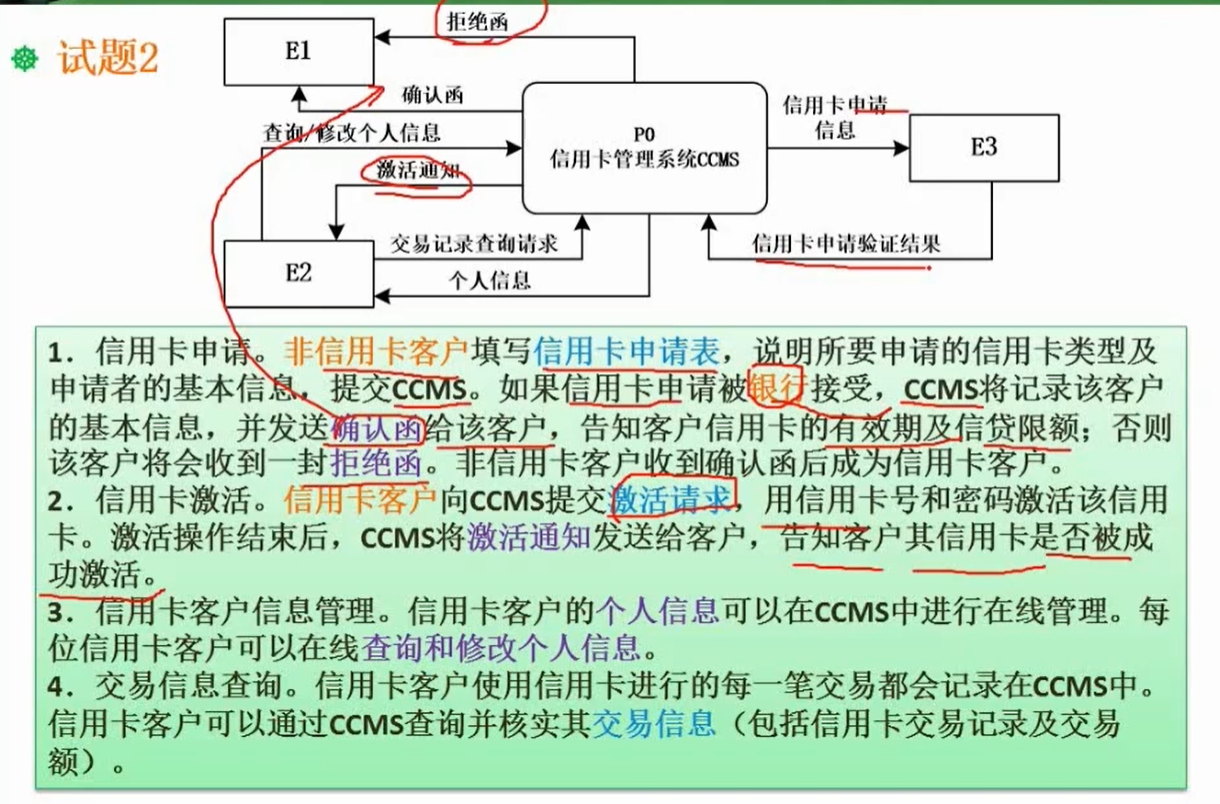 试题2
拒绝函
E1
确认函
查询/修改个人信息
激活通知
P0
信用卡管理系统CCMS
信用卡申请
信息
E3
交易记录查询请求
信用卡申请验证结果
E2
个人信息
1. 信用卡申请。非信用卡客户填写信用卡申请表，说明所要申请的信用卡类型及
申请者的基本信息，提交CCMS。如果信用卡申请被银行接受，CCMS将记录该客户
的基本信息，并发送确认函给该客户，告知客户信用卡的有效期及信贷限额；否则
该客户将会收到一封拒绝函。非信用卡客户收到确认函后成为信用卡客户。
2. 信用卡激活。信用卡客户向CCMS提交激活请求，用信用卡号和密码激活该信用
卡。激活操作结束后，CCMS将激活通知发送给客户，告知客户其信用卡是否被成
功激活。
3. 信用卡客户信息管理。信用卡客户的个人信息可以在CCMS中进行在线管理。每
位信用卡客户可以在线查询和修改个人信息。
4. 交易信息查询。信用卡客户使用信用卡进行的每一笔交易都会记录在CCMS中。
信用卡客户可以通过CCMS查询并核实其交易信息（包括信用卡交易记录及交易
额）。